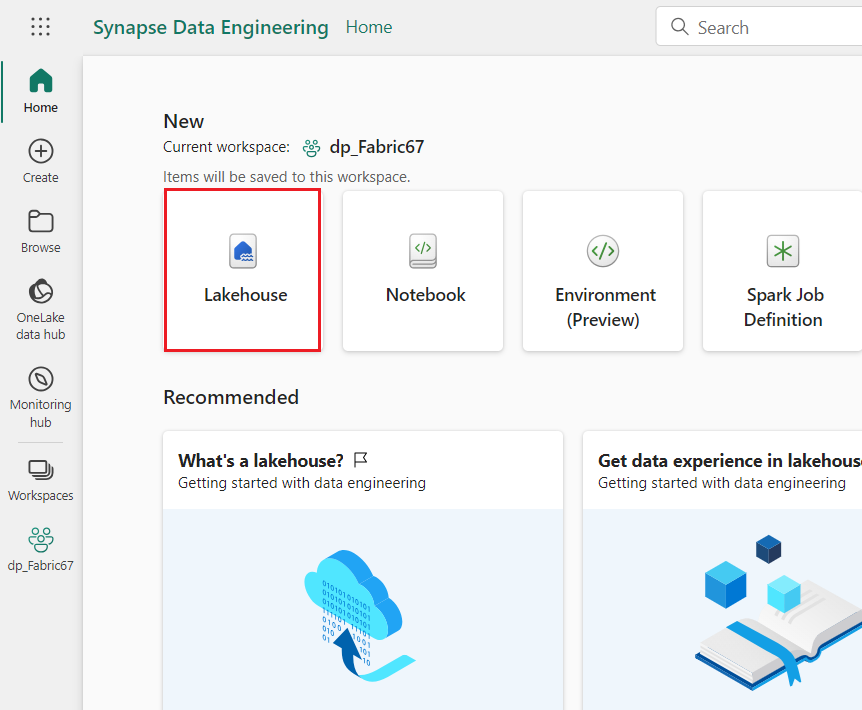 Synapse Data Engineering Home
Search
Home
Create
Browse
OneLake
data hub
Monitoring
hub
Workspaces
dp_Fabric67
New
Current workspace: dp_Fabric67
Items will be saved to this workspace.
Lakehouse
Notebook
Environment
(Preview)
Spark Job
Definition
Recommended
What's a lakehouse?
Getting started with data engineering
Get data experience in lakehouse
Getting started with data engineering